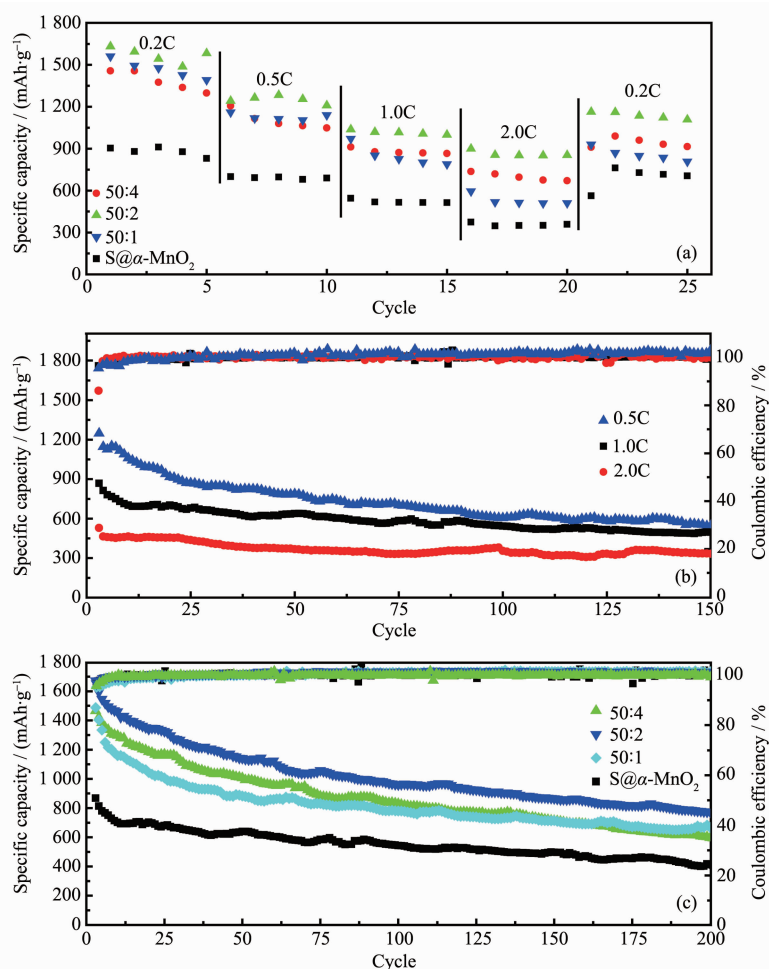 1 800
1 500
1 200
900
600
300
0
Specific capacity / (mAh·g⁻¹)
0.2C
0.5C
1.0C
2.0C
0.2C
50∶4
50∶2
50∶1
S@α-MnO₂
(a)
0 5 10 15 20 25
Cycle
1 800
1 500
1 200
900
600
300
0
Specific capacity / (mAh·g⁻¹)
0.5C
1.0C
2.0C
(b)
100
80
60
40
20
0
Coulombic efficiency / %
0 25 50 75 100 125 150
Cycle
1 800
1 600
1 400
1 200
1 000
800
600
400
200
0
Specific capacity / (mAh·g⁻¹)
50∶4
50∶2
50∶1
S@α-MnO₂
(c)
100
80
60
40
20
Coulombic efficiency / %
0 25 50 75 100 125 150 175 200
Cycle